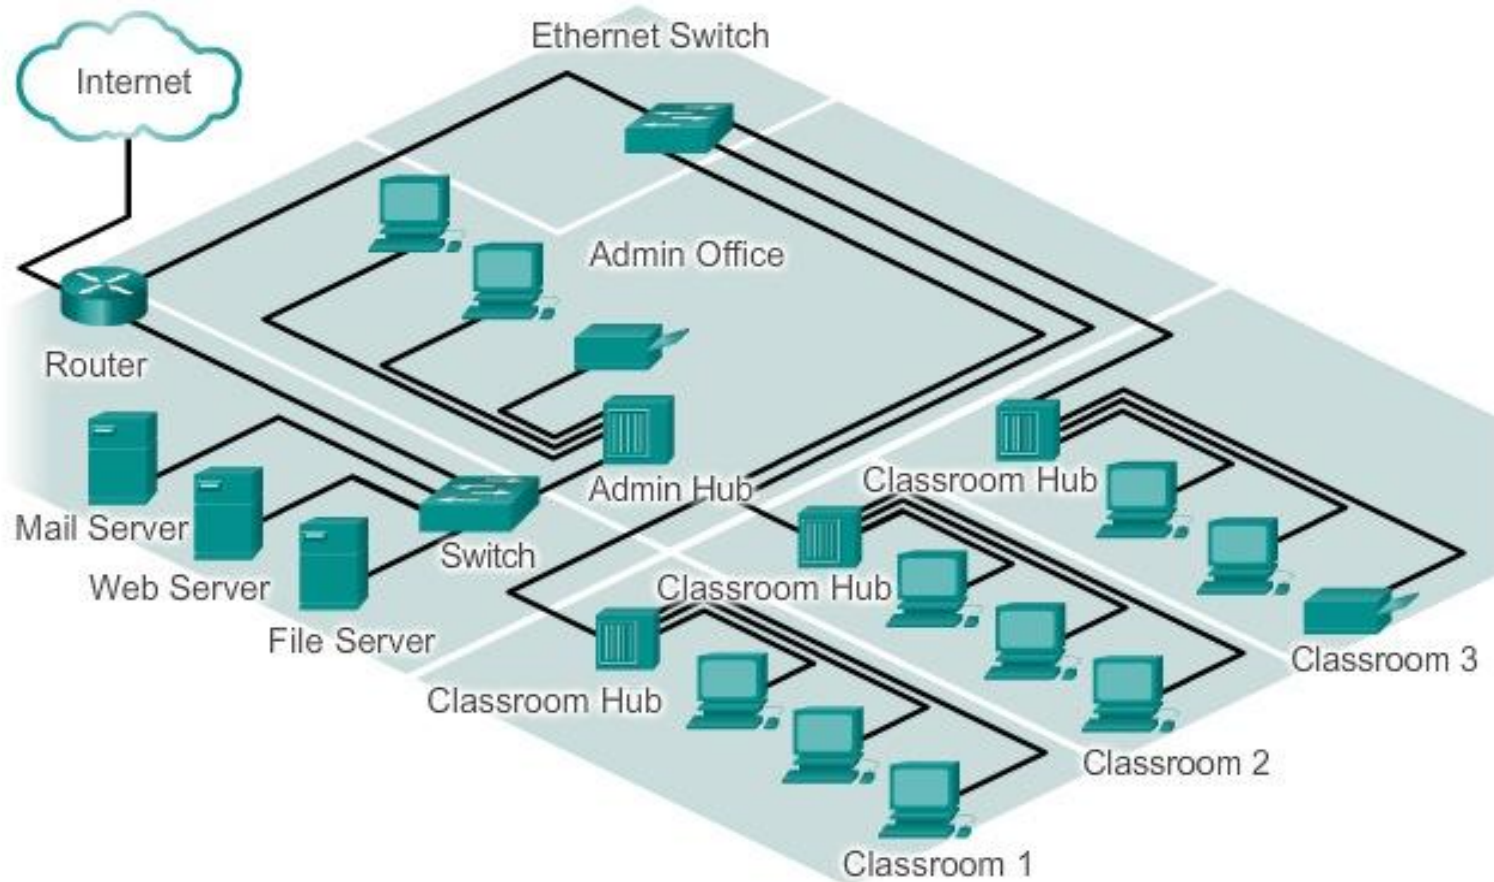 Ethernet Switch
Internet
Admin Office
Router
Classroom Hub
Admin Hub
Mail Server
Switch
Web Server
Classroom Hub
File Server
Classroom 3
Classroom Hub
Classroom 2
Classroom 1